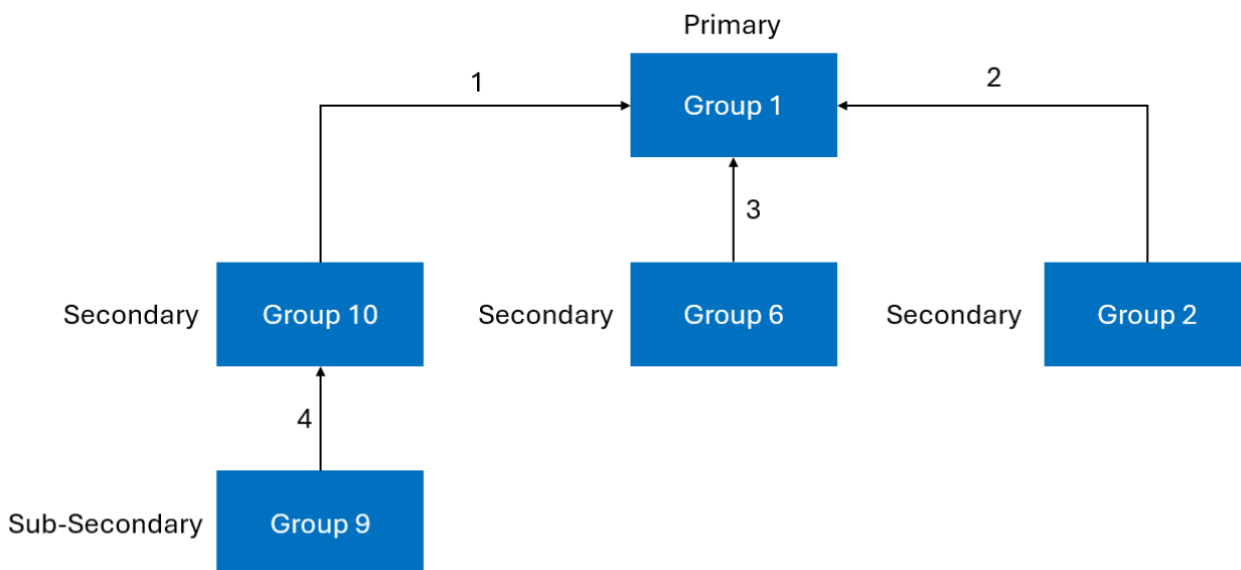 Primary
1
2
Group 1
3
Secondary
Group 10
Secondary
Group 6
Secondary
Group 2
4
Sub-Secondary
Group 9